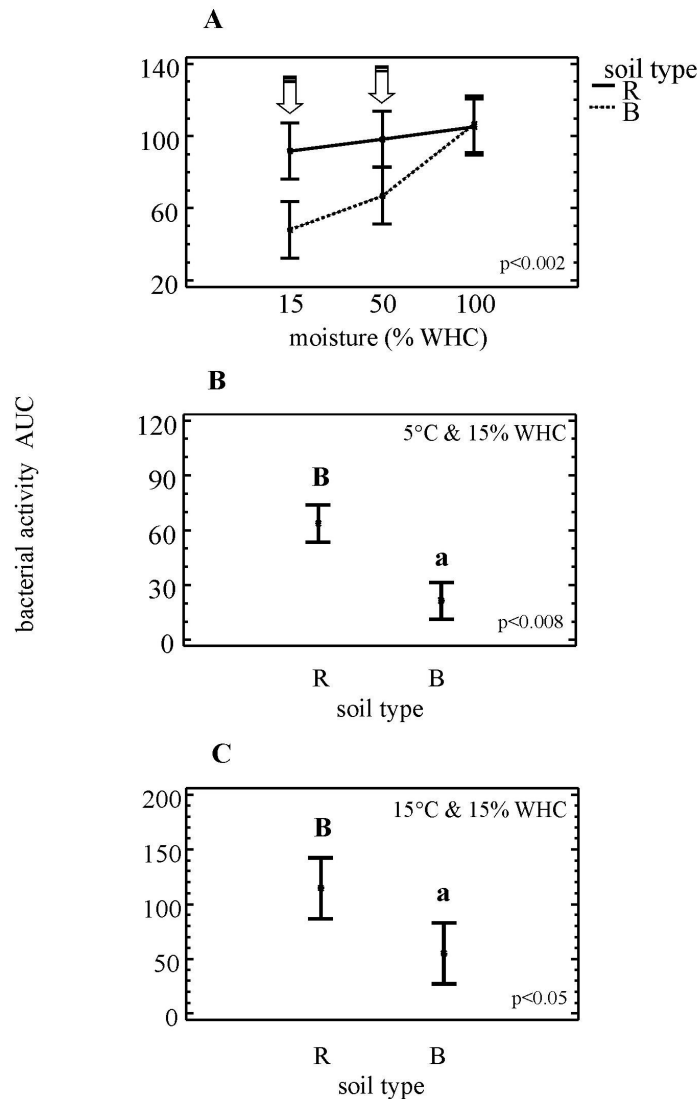 A
soil type
R
B
140
100
60
20
p<0.002
15 50 100
moisture (% WHC)
bacterial activity AUC
B
120
90
60
30
0
5°C & 15% WHC
B
a
p<0.008
R B
soil type
C
200
150
100
50
0
15°C & 15% WHC
B
a
p<0.05
R B
soil type